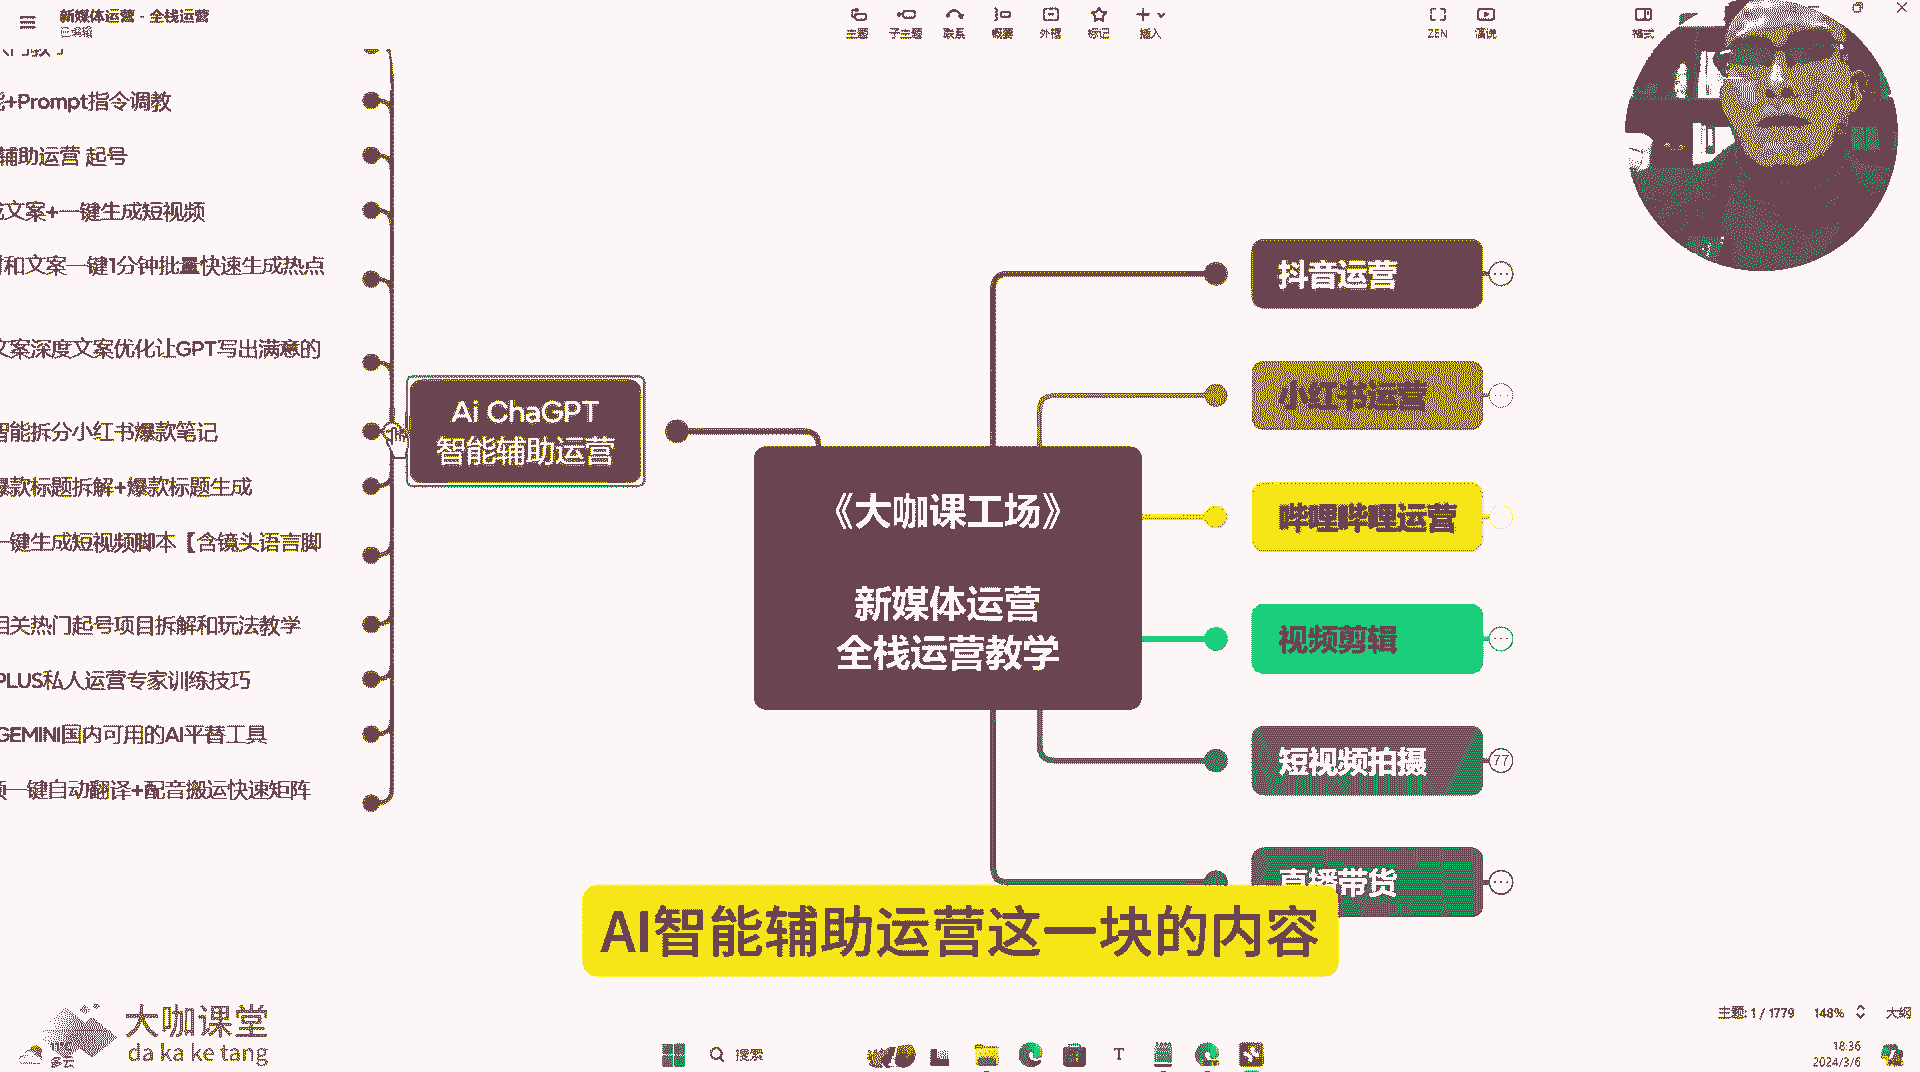 新媒体运营 - 全栈运营
已编辑
主题
子主题
联系
概要
外框
标记
插入
ZEN
演说
格式
+Prompt指令调教
辅助运营 起号
文案+一键生成短视频
和文案一键1分钟批量快速生成热点
文案深度文案优化让GPT写出满意的
智能拆分小红书爆款笔记
爆款标题拆解+爆款标题生成
一键生成短视频脚本【含镜头语言脚
相关热门起号项目拆解和玩法教学
PLUS私人运营专家训练技巧
GEMINI国内可用的AI平替工具
一键自动翻译+配音搬运快速矩阵
Ai ChaGPT
智能辅助运营
《大咖课工场》
新媒体运营
全栈运营教学
抖音运营
小红书运营
哔哩哔哩运营
视频剪辑
短视频拍摄
77
直播带货
AI智能辅助运营这一块的内容
大咖课堂
da ka ke tang
多云
搜索
主题: 1 / 1779
148%
大纲
18:36
2024/3/6